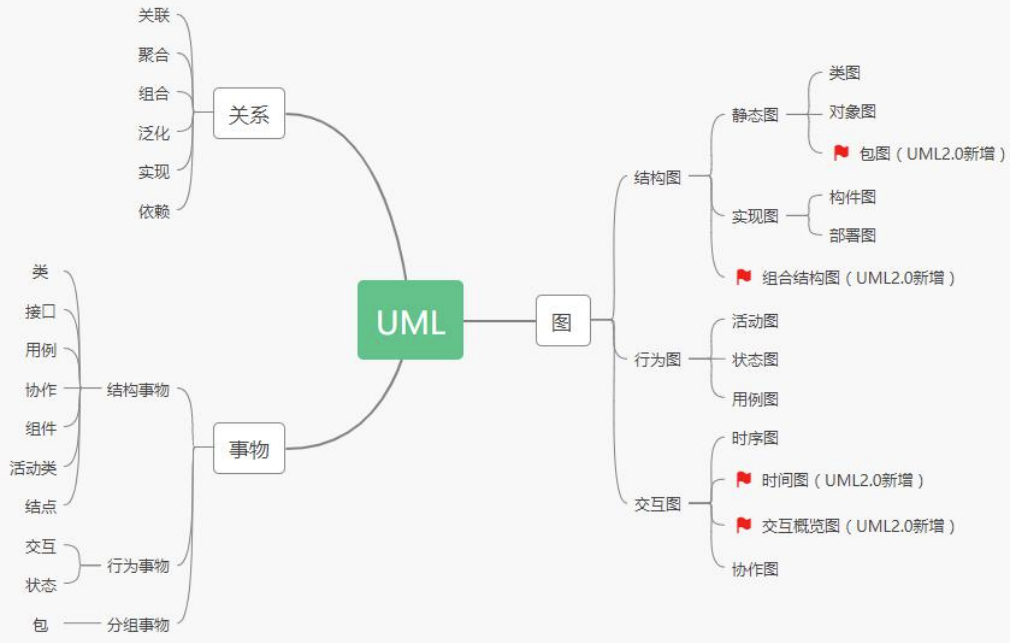 UML
关系
关联
聚合
组合
泛化
实现
依赖
事物
结构事物
类
接口
用例
协作
组件
活动类
结点
行为事物
交互
状态
分组事物
包
图
结构图
静态图
类图
对象图
包图（UML2.0新增）
实现图
构件图
部署图
组合结构图（UML2.0新增）
行为图
活动图
状态图
用例图
交互图
时序图
时间图（UML2.0新增）
交互概览图（UML2.0新增）
协作图